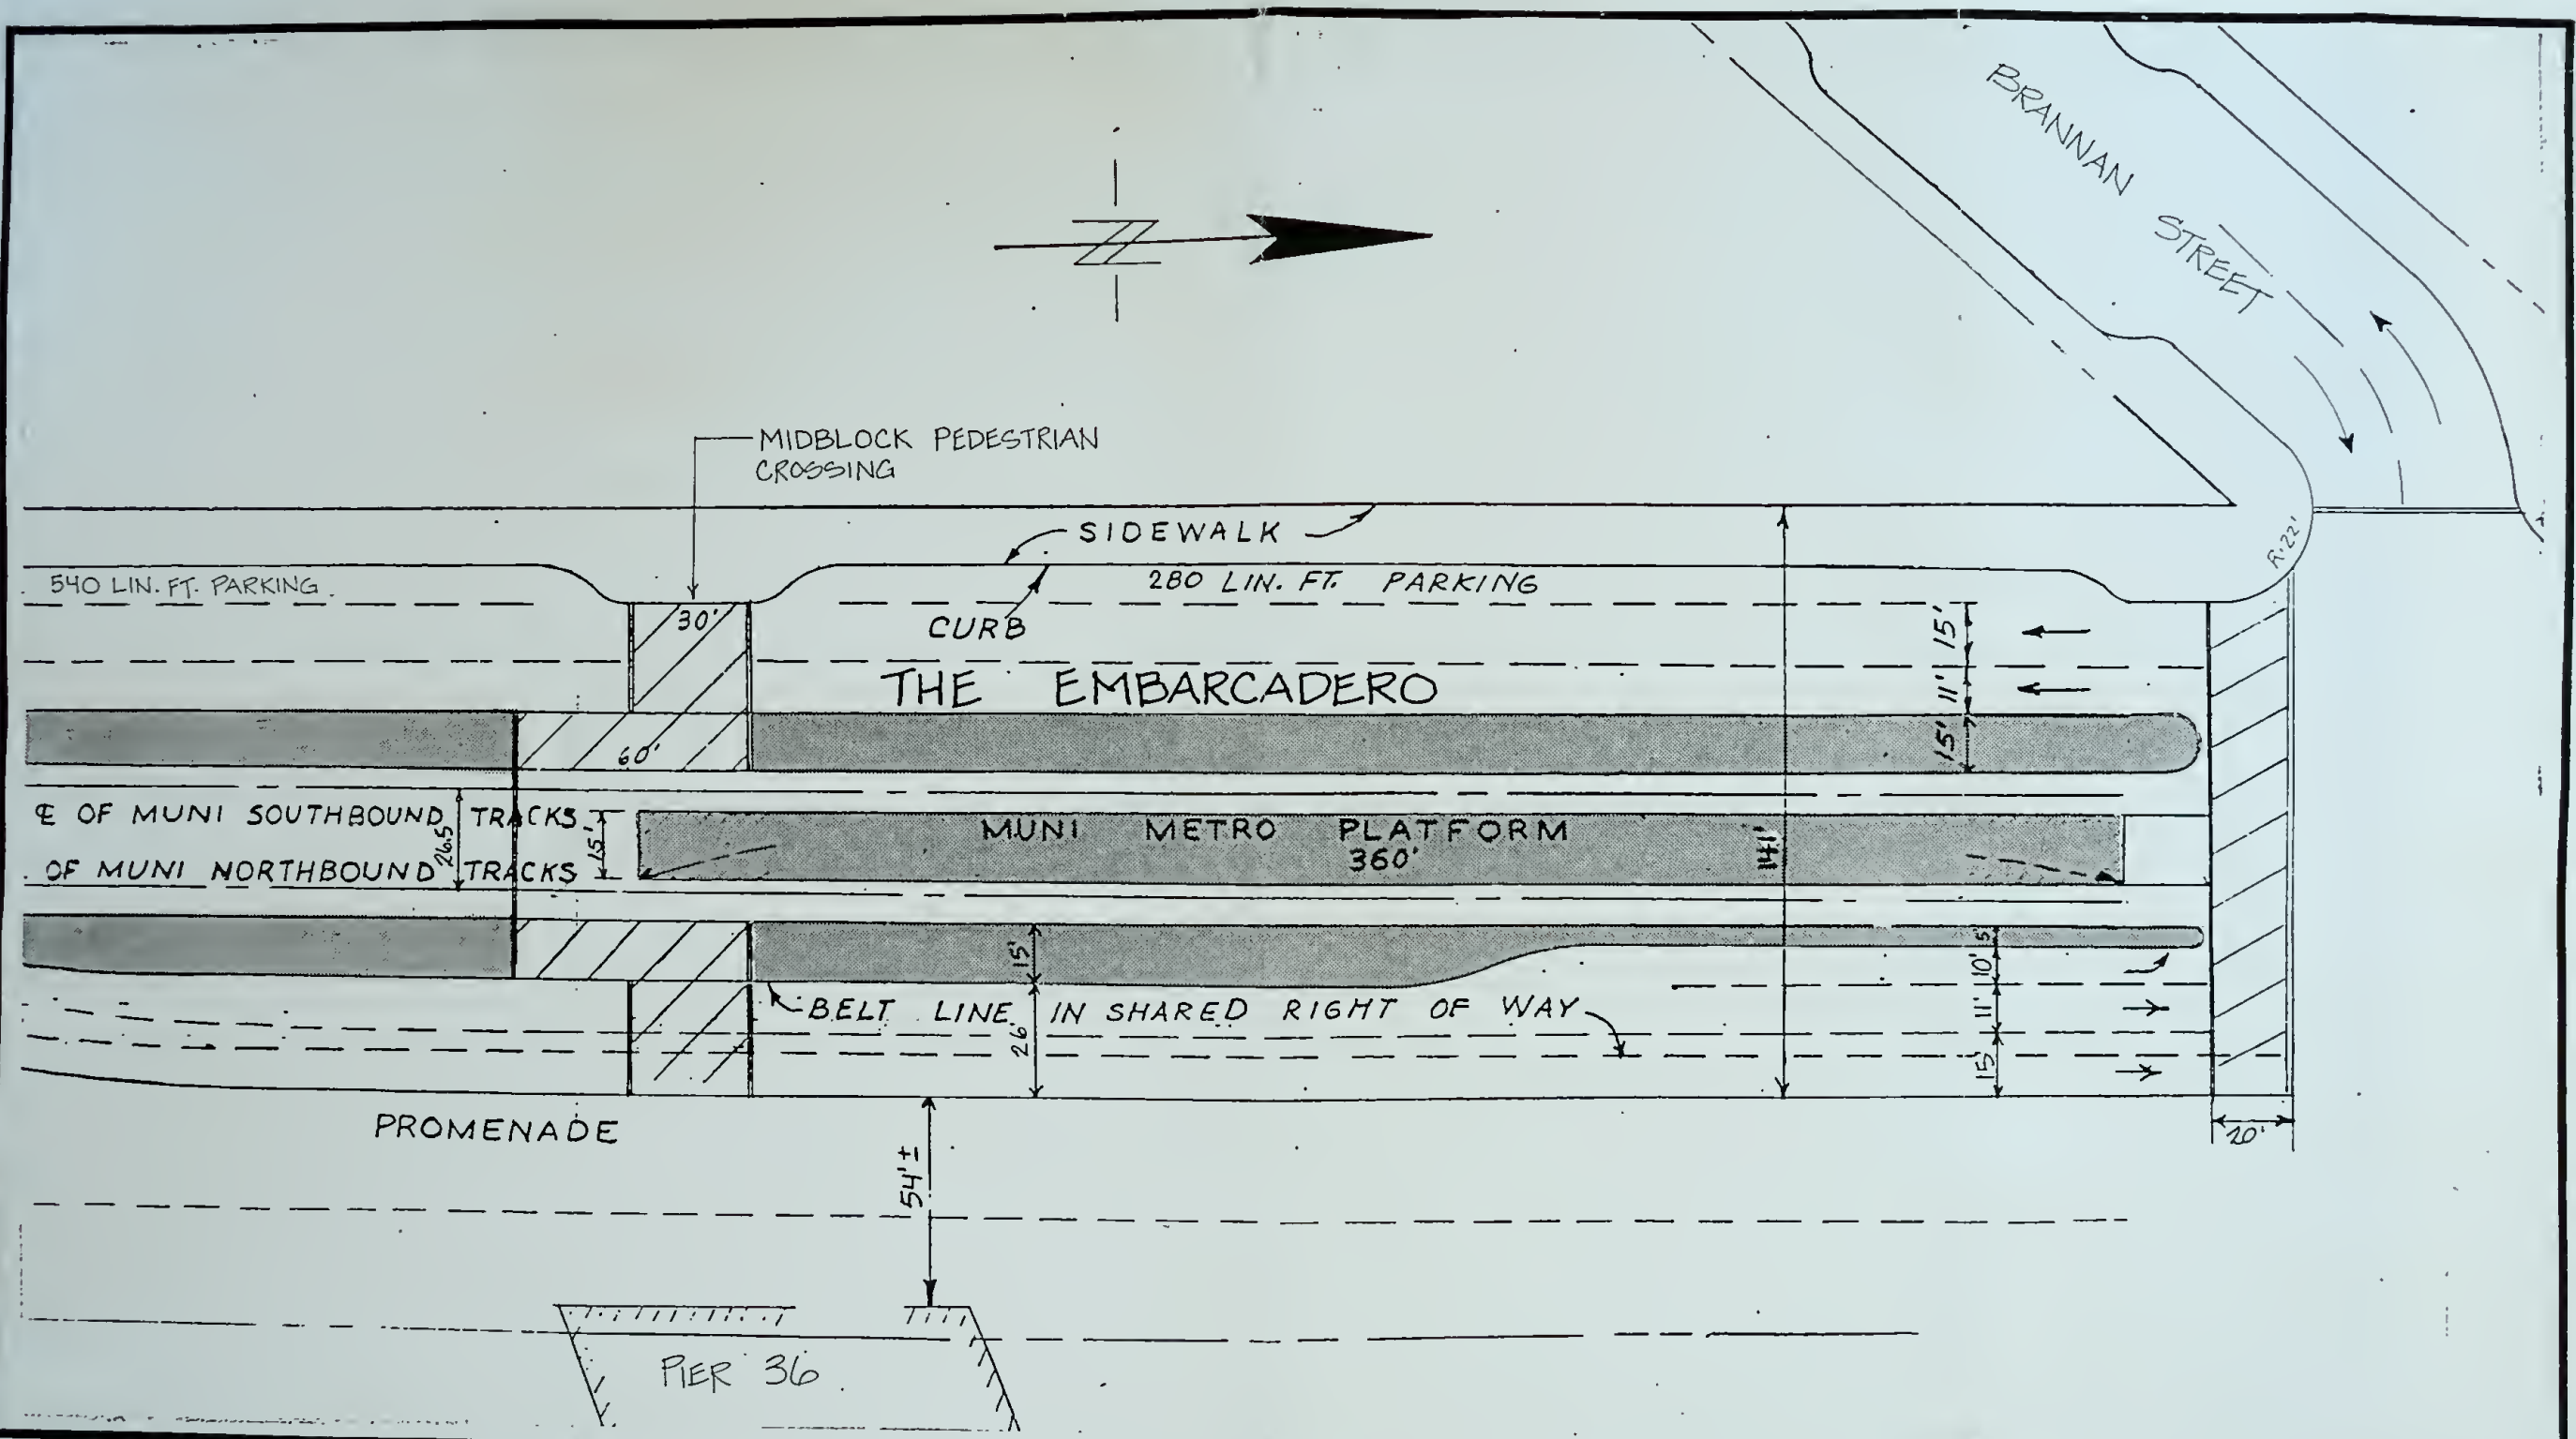 BRANNAN
STREET
N
MIDBLOCK PEDESTRIAN
CROSSING
SIDEWALK
R·22'
540 LIN. FT. PARKING
280 LIN. FT. PARKING
30'
CURB
15'
THE EMBARCADERO
11'
15'
60'
℄ OF MUNI SOUTHBOUND TRACKS
26.5
15'
MUNI METRO PLATFORM
360'
141'
OF MUNI NORTHBOUND TRACKS
15'
5'
10'
BELT LINE IN SHARED RIGHT OF WAY
11'
26'
15'
PROMENADE
20'
54'±
PIER 36